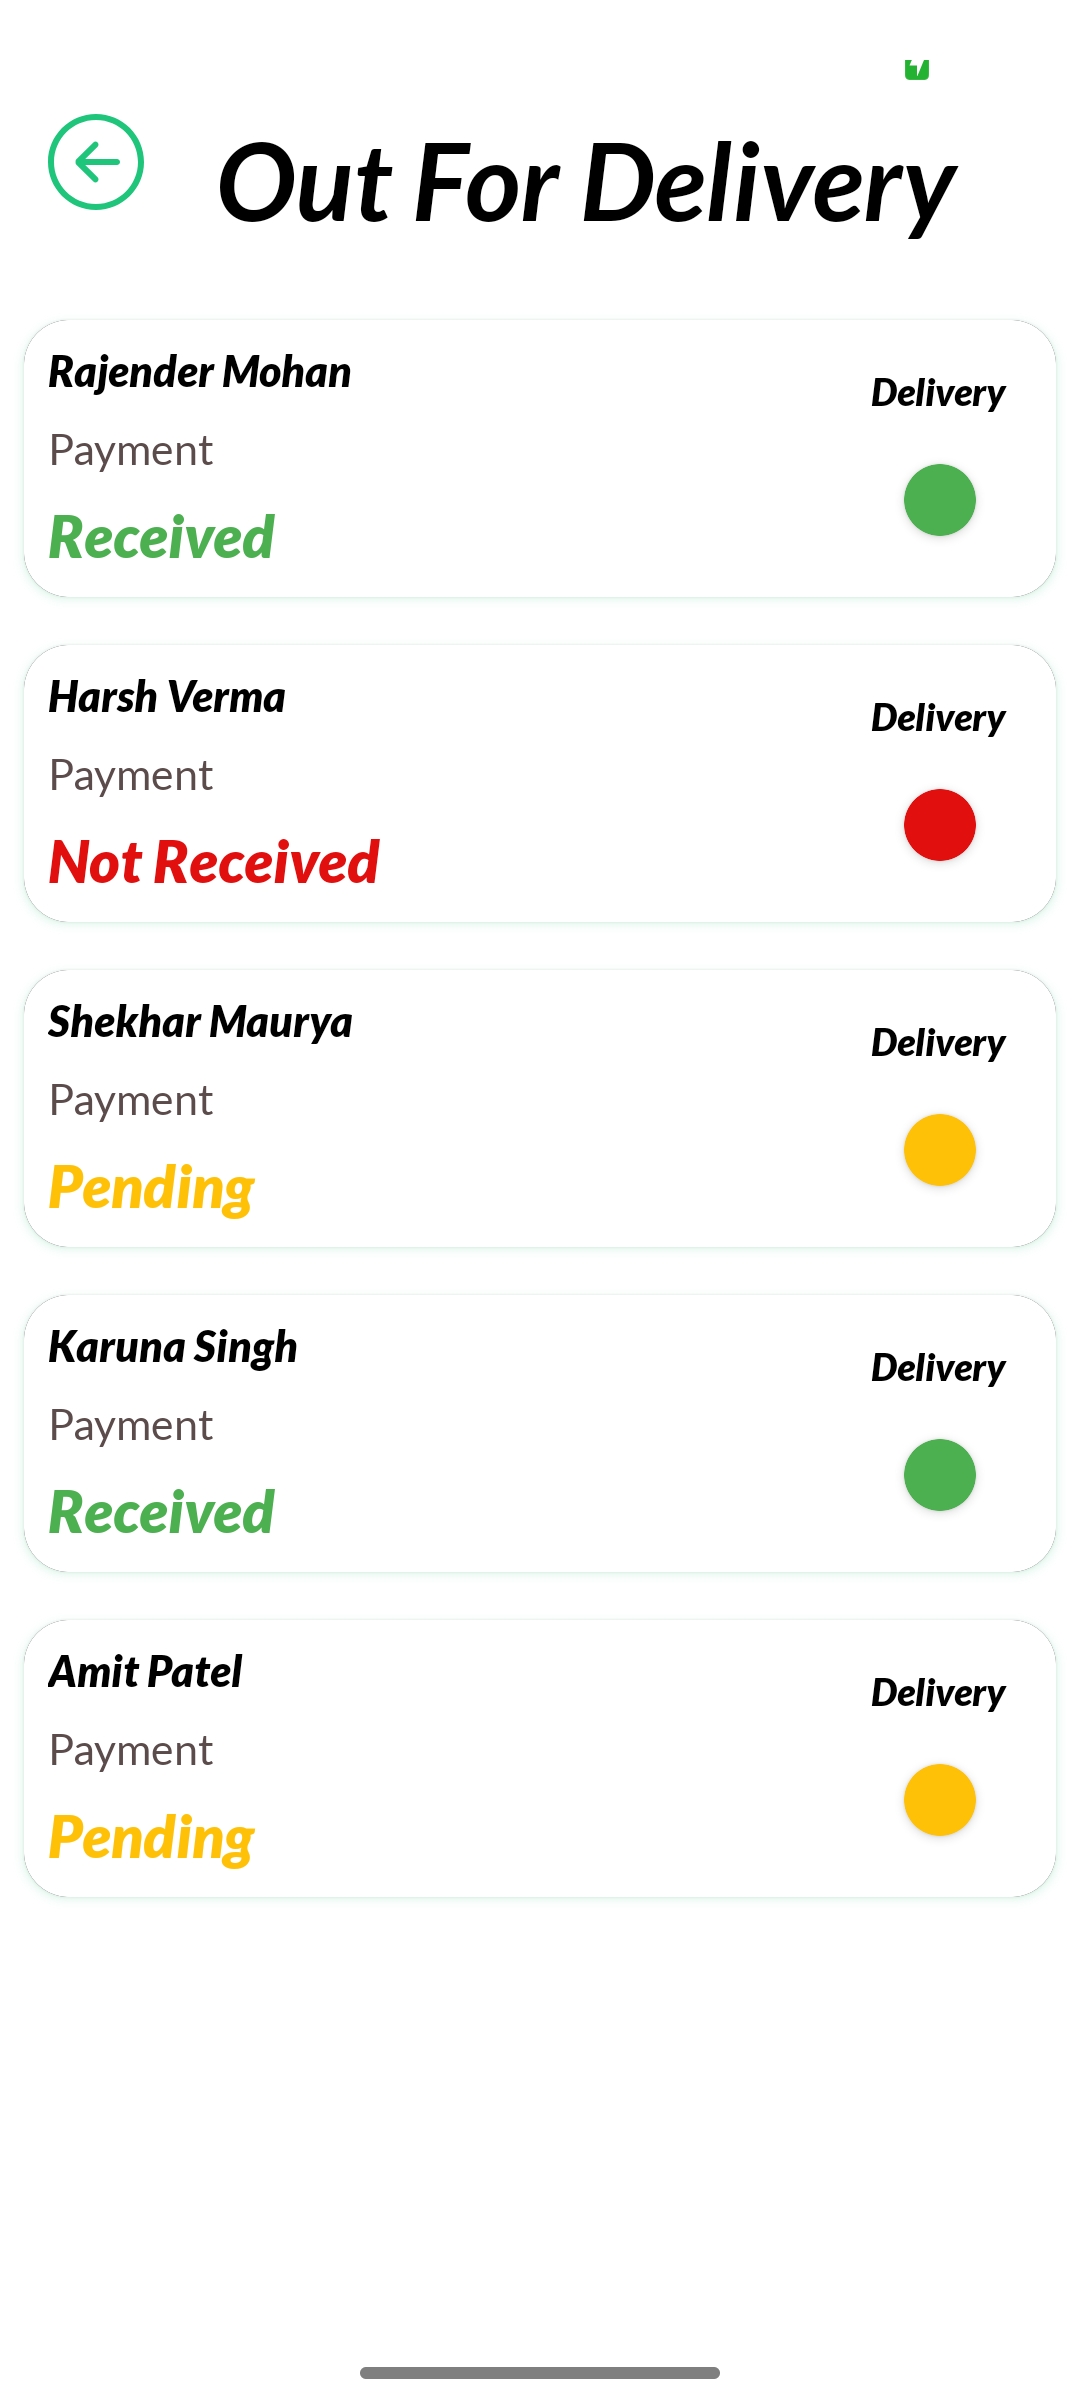 Out For Delivery
Rajender Mohan
Delivery
Payment
Received
Harsh Verma
Delivery
Payment
Not Received
Shekhar Maurya
Delivery
Payment
Pending
Karuna Singh
Delivery
Payment
Received
Amit Patel
Delivery
Payment
Pending